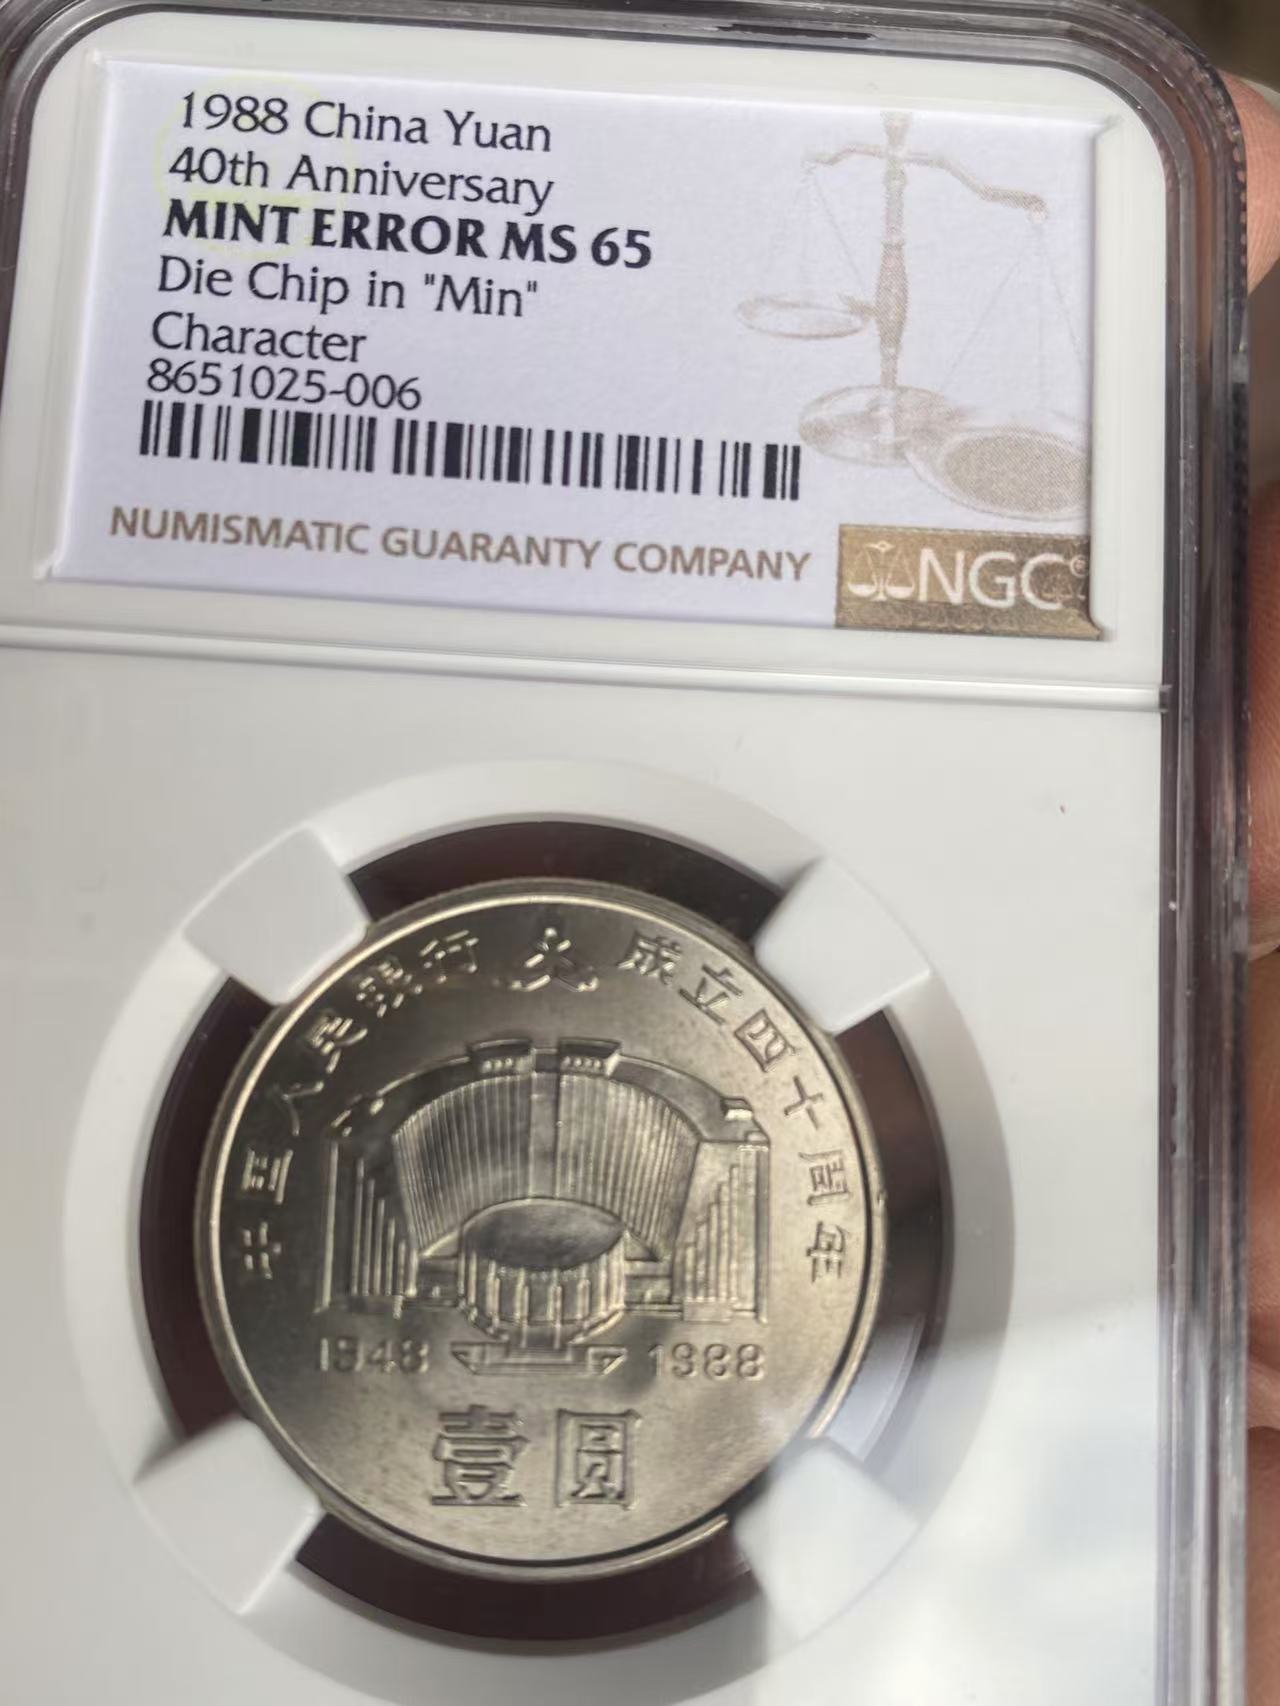 1988 China Yuan
40th Anniversary
MINT ERROR MS 65
Die Chip in "Min"
Character
8651025-006
NUMISMATIC GUARANTY COMPANY
NGC®
中国人民银行 成立四十周年
1948 1988
壹圆